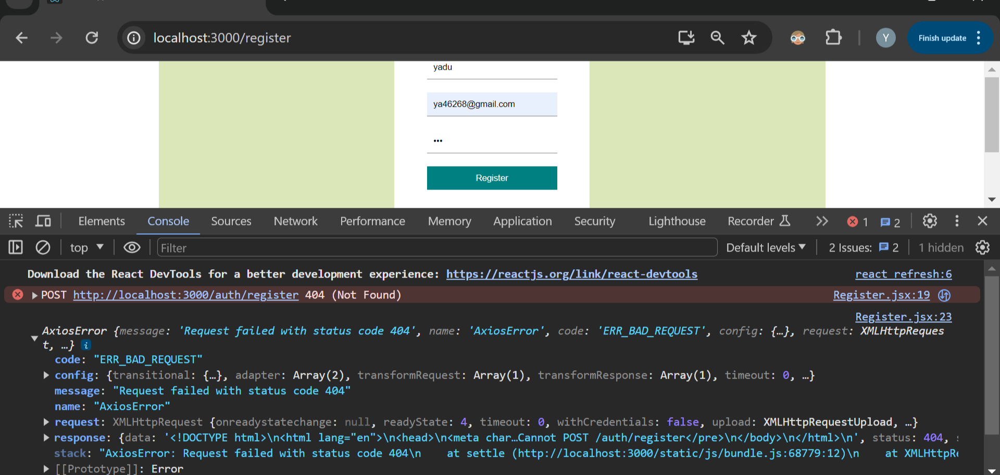 localhost:3000/register
Y
Finish update
yadu
ya46268@gmail.com
•••
Register
Elements Console Sources Network Performance Memory Application Security Lighthouse Recorder 1 2
top Filter Default levels 2 Issues: 2 1 hidden
Download the React DevTools for a better development experience: https://reactjs.org/link/react-devtools react refresh:6
POST http://localhost:3000/auth/register 404 (Not Found) Register.jsx:19
Register.jsx:23
AxiosError {message: 'Request failed with status code 404', name: 'AxiosError', code: 'ERR_BAD_REQUEST', config: {…}, request: XMLHttpReques
t, …} i
code: "ERR_BAD_REQUEST"
config: {transitional: {…}, adapter: Array(2), transformRequest: Array(1), transformResponse: Array(1), timeout: 0, …}
message: "Request failed with status code 404"
name: "AxiosError"
request: XMLHttpRequest {onreadystatechange: null, readyState: 4, timeout: 0, withCredentials: false, upload: XMLHttpRequestUpload, …}
response: {data: '<!DOCTYPE html>\n<html lang="en">\n<head>\n<meta char…Cannot POST /auth/register</pre>\n</body>\n</html>\n', status: 404,
stack: "AxiosError: Request failed with status code 404\n    at settle (http://localhost:3000/static/js/bundle.js:68779:12)\n    at XMLHttpRe
[[Prototype]]: Error